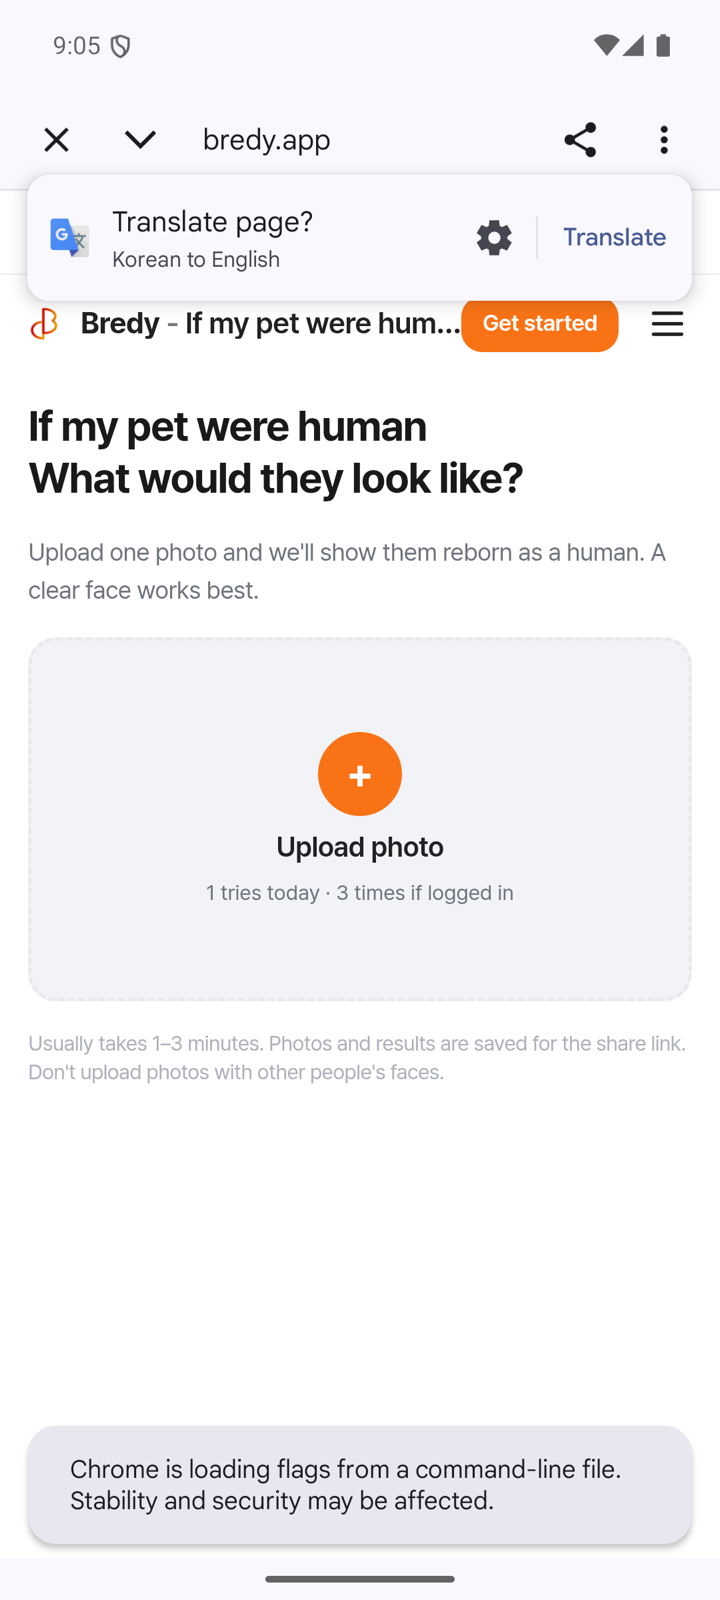 9:05
bredy.app
Translate page?
Korean to English
Translate
Bredy - If my pet were hum...
Get started
If my pet were human
What would they look like?
Upload one photo and we'll show them reborn as a human. A
clear face works best.
+
Upload photo
1 tries today · 3 times if logged in
Usually takes 1–3 minutes. Photos and results are saved for the share link.
Don't upload photos with other people's faces.
Chrome is loading flags from a command-line file.
Stability and security may be affected.